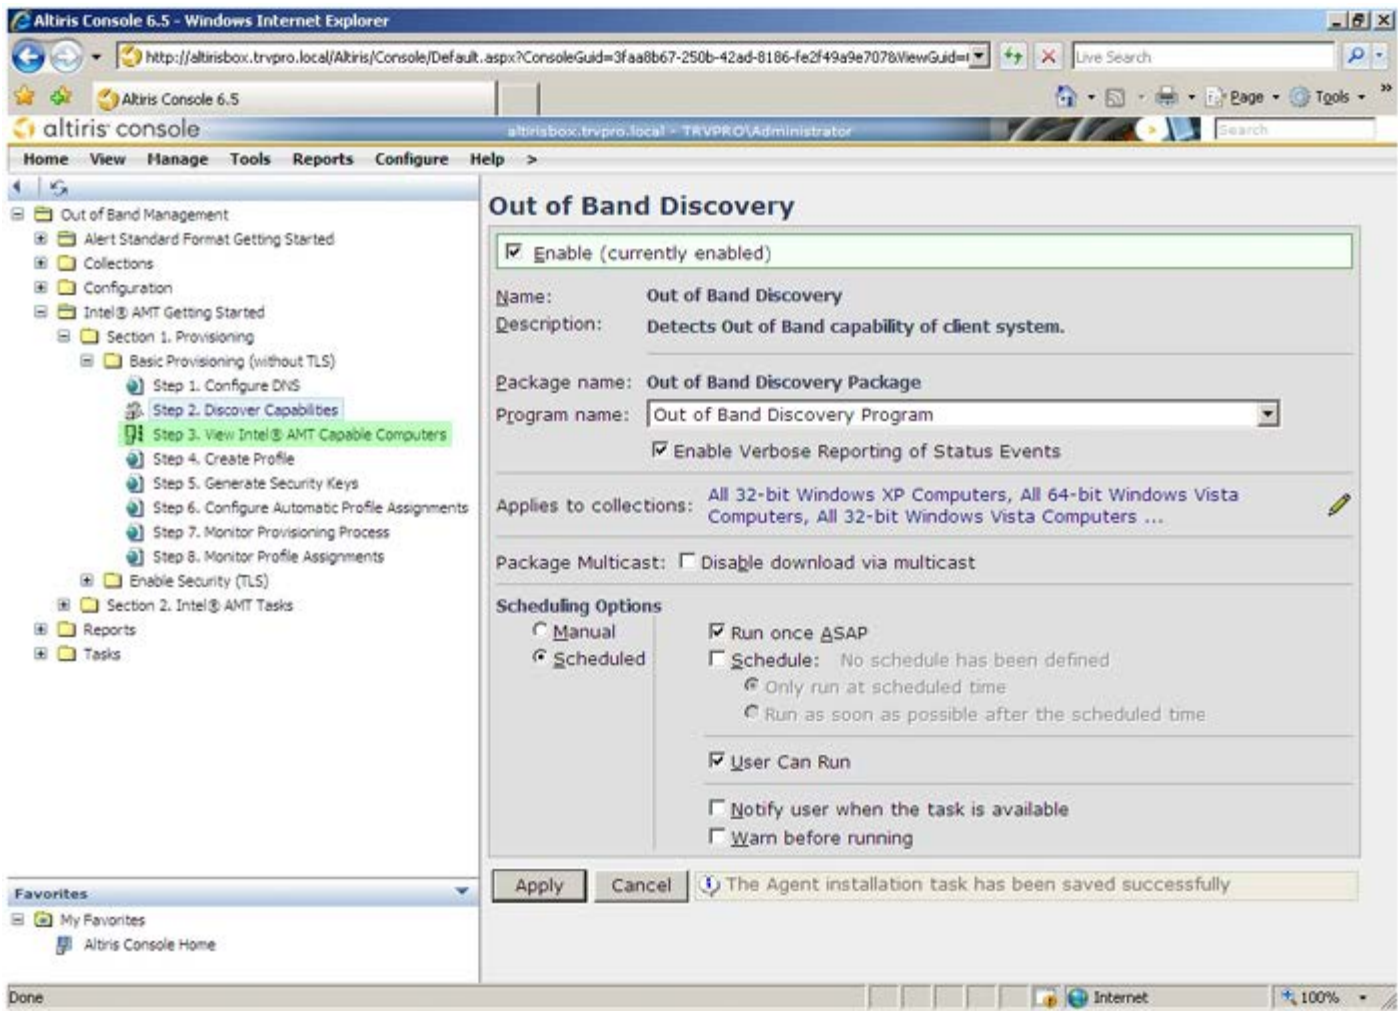 Altiris Console 6.5 - Windows Internet Explorer
http://altirisbox.trvpro.local/Altiris/Console/Default.aspx?ConsoleGuid=3faa8b67-250b-42ad-8186-fe2f49a9e707&ViewGuid=
Live Search
Altiris Console 6.5
Page
Tools
»
altiris console
altirisbox.trvpro.local - TRVPRO\Administrator
Search
Home View Manage Tools Reports Configure Help >
Out of Band Management
Alert Standard Format Getting Started
Collections
Configuration
Intel® AMT Getting Started
Section 1. Provisioning
Basic Provisioning (without TLS)
Step 1. Configure DNS
Step 2. Discover Capabilities
Step 3. View Intel® AMT Capable Computers
Step 4. Create Profile
Step 5. Generate Security Keys
Step 6. Configure Automatic Profile Assignments
Step 7. Monitor Provisioning Process
Step 8. Monitor Profile Assignments
Enable Security (TLS)
Section 2. Intel® AMT Tasks
Reports
Tasks
Favorites
My Favorites
Altiris Console Home
Out of Band Discovery
Enable (currently enabled)
Name: Out of Band Discovery
Description: Detects Out of Band capability of client system.
Package name: Out of Band Discovery Package
Program name: Out of Band Discovery Program
Enable Verbose Reporting of Status Events
Applies to collections: All 32-bit Windows XP Computers, All 64-bit Windows Vista
Computers, All 32-bit Windows Vista Computers ...
Package Multicast: Disable download via multicast
Scheduling Options
Manual
Scheduled
Run once ASAP
Schedule: No schedule has been defined
Only run at scheduled time
Run as soon as possible after the scheduled time
User Can Run
Notify user when the task is available
Warn before running
Apply
Cancel
The Agent installation task has been saved successfully
Done
Internet
100%